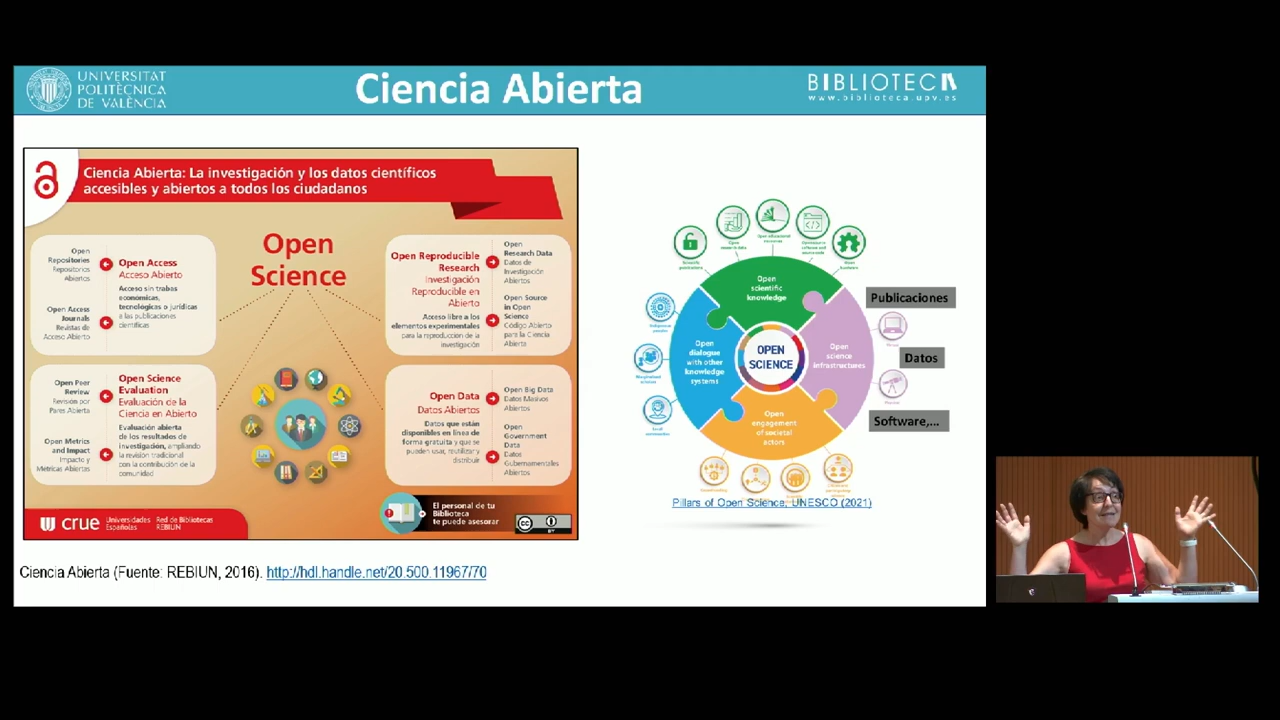 UNIVERSITAT
POLITÈCNICA
DE VALÈNCIA
Ciencia Abierta
BIBLIOTECA
www.biblioteca.upv.es
Ciencia Abierta: La investigación y los datos científicos
accesibles y abiertos a todos los ciudadanos
Open
Science
Open
Repositories
Repositorios
Abiertos
Open Access
Journals
Revistas de
Acceso Abierto
Open Access
Acceso Abierto
Acceso sin trabas
económicas,
tecnológicas o jurídicas
a las publicaciones
científicas
Open Reproducible
Research
Investigación
Reproducible en
Abierto
Acceso libre a los
elementos experimentales
para la reproducción de la
investigación
Open
Research Data
Datos de
Investigación
Abiertos
Open Source
in Open
Science
Código Abierto
para la Ciencia
Abierta
Open Peer
Review
Revisión por
Pares Abierta
Open Metrics
and Impact
Impacto y
Métricas Abiertas
Open Science
Evaluation
Evaluación de la
Ciencia en Abierto
Evaluación abierta
de los resultados de
investigación, ampliando
la revisión tradicional
con la contribución de la
comunidad
Open Data
Datos Abiertos
Datos que están
disponibles en línea de
forma gratuita y que se
pueden usar, reutilizar y
distribuir
Open Big Data
Datos Masivos
Abiertos
Open
Government
Data
Datos
Gubernamentales
Abiertos
crue
Universidades
Españolas
Red de Bibliotecas
REBIUN
El personal de tu
Biblioteca
te puede asesorar
cc
BY
Open
scientific
knowledge
Open
dialogue
with other
knowledge
systems
OPEN
SCIENCE
Open
science
infrastructures
Open
engagement
of societal
actors
Publicaciones
Datos
Software,...
Pillars of Open Science, UNESCO (2021)
Ciencia Abierta (Fuente: REBIUN, 2016). http://hdl.handle.net/20.500.11967/70